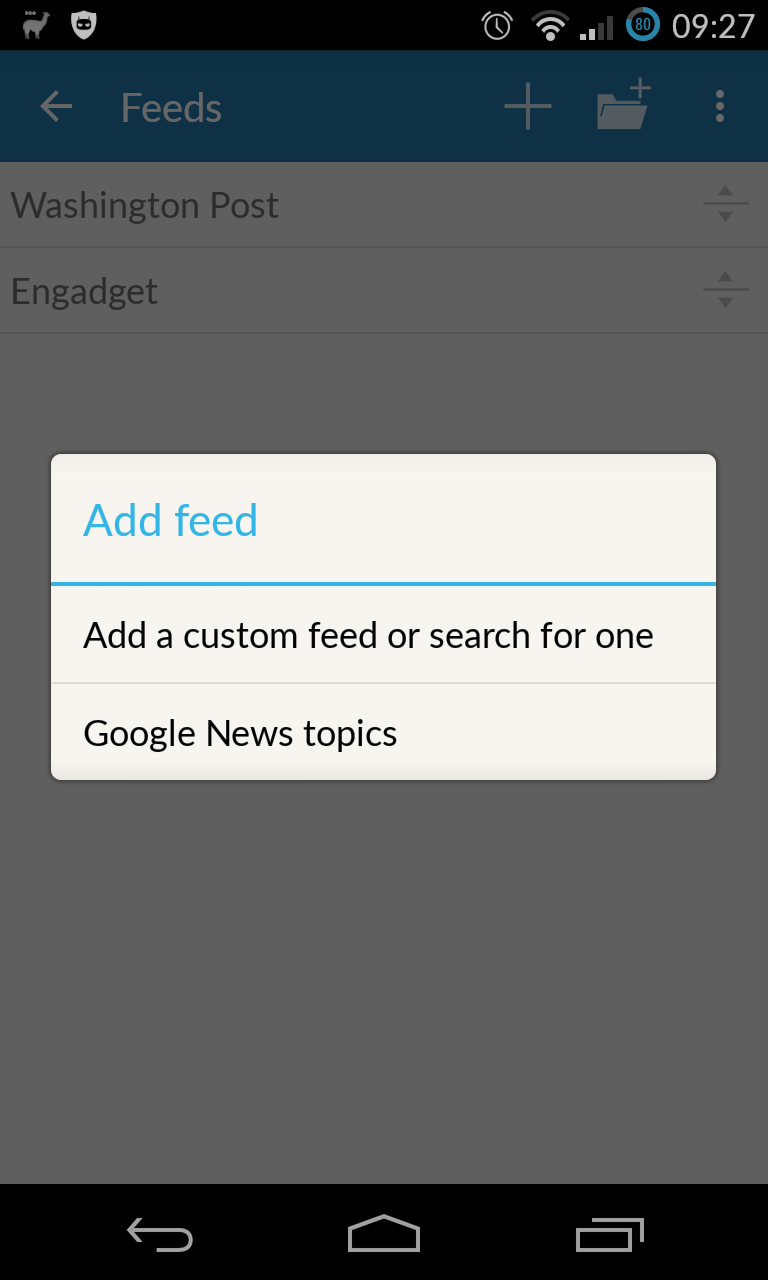 80 09:27
Feeds
Washington Post
Engadget
Add feed
Add a custom feed or search for one
Google News topics